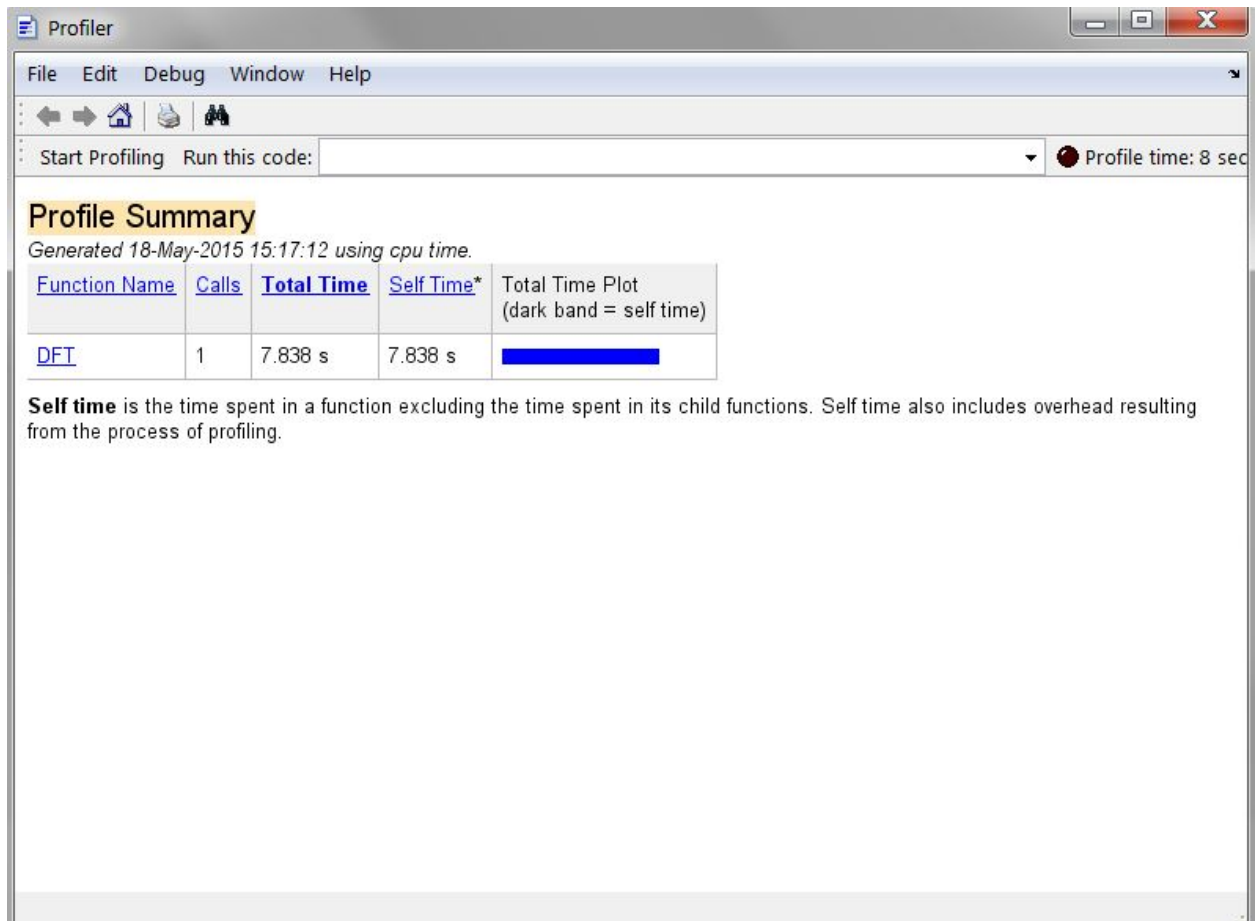 Profiler
File Edit Debug Window Help
Start Profiling Run this code: Profile time: 8 sec
Profile Summary
Generated 18-May-2015 15:17:12 using cpu time.
Function Name Calls Total Time Self Time* Total Time Plot
(dark band = self time)
DFT 1 7.838 s 7.838 s
Self time is the time spent in a function excluding the time spent in its child functions. Self time also includes overhead resulting
from the process of profiling.